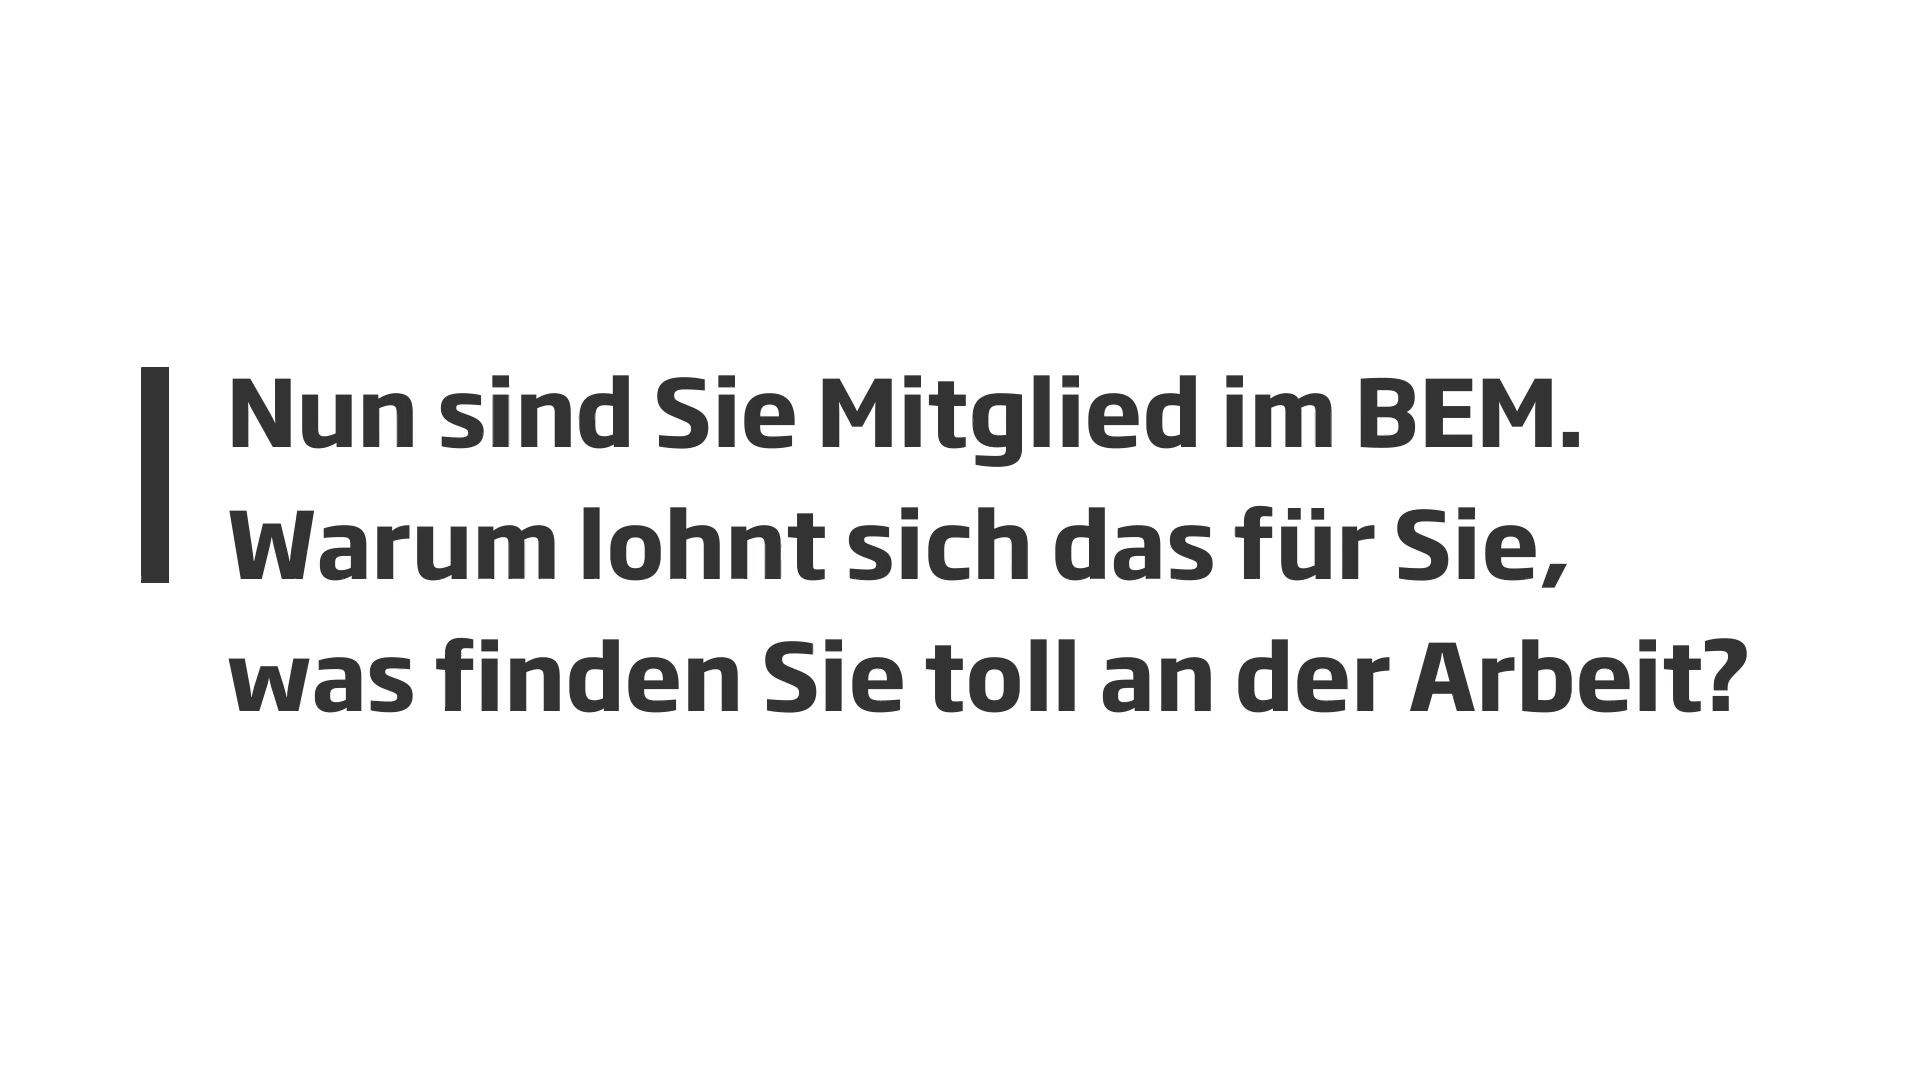 Nun sind Sie Mitglied im BEM.
Warum lohnt sich das für Sie,
was finden Sie toll an der Arbeit?